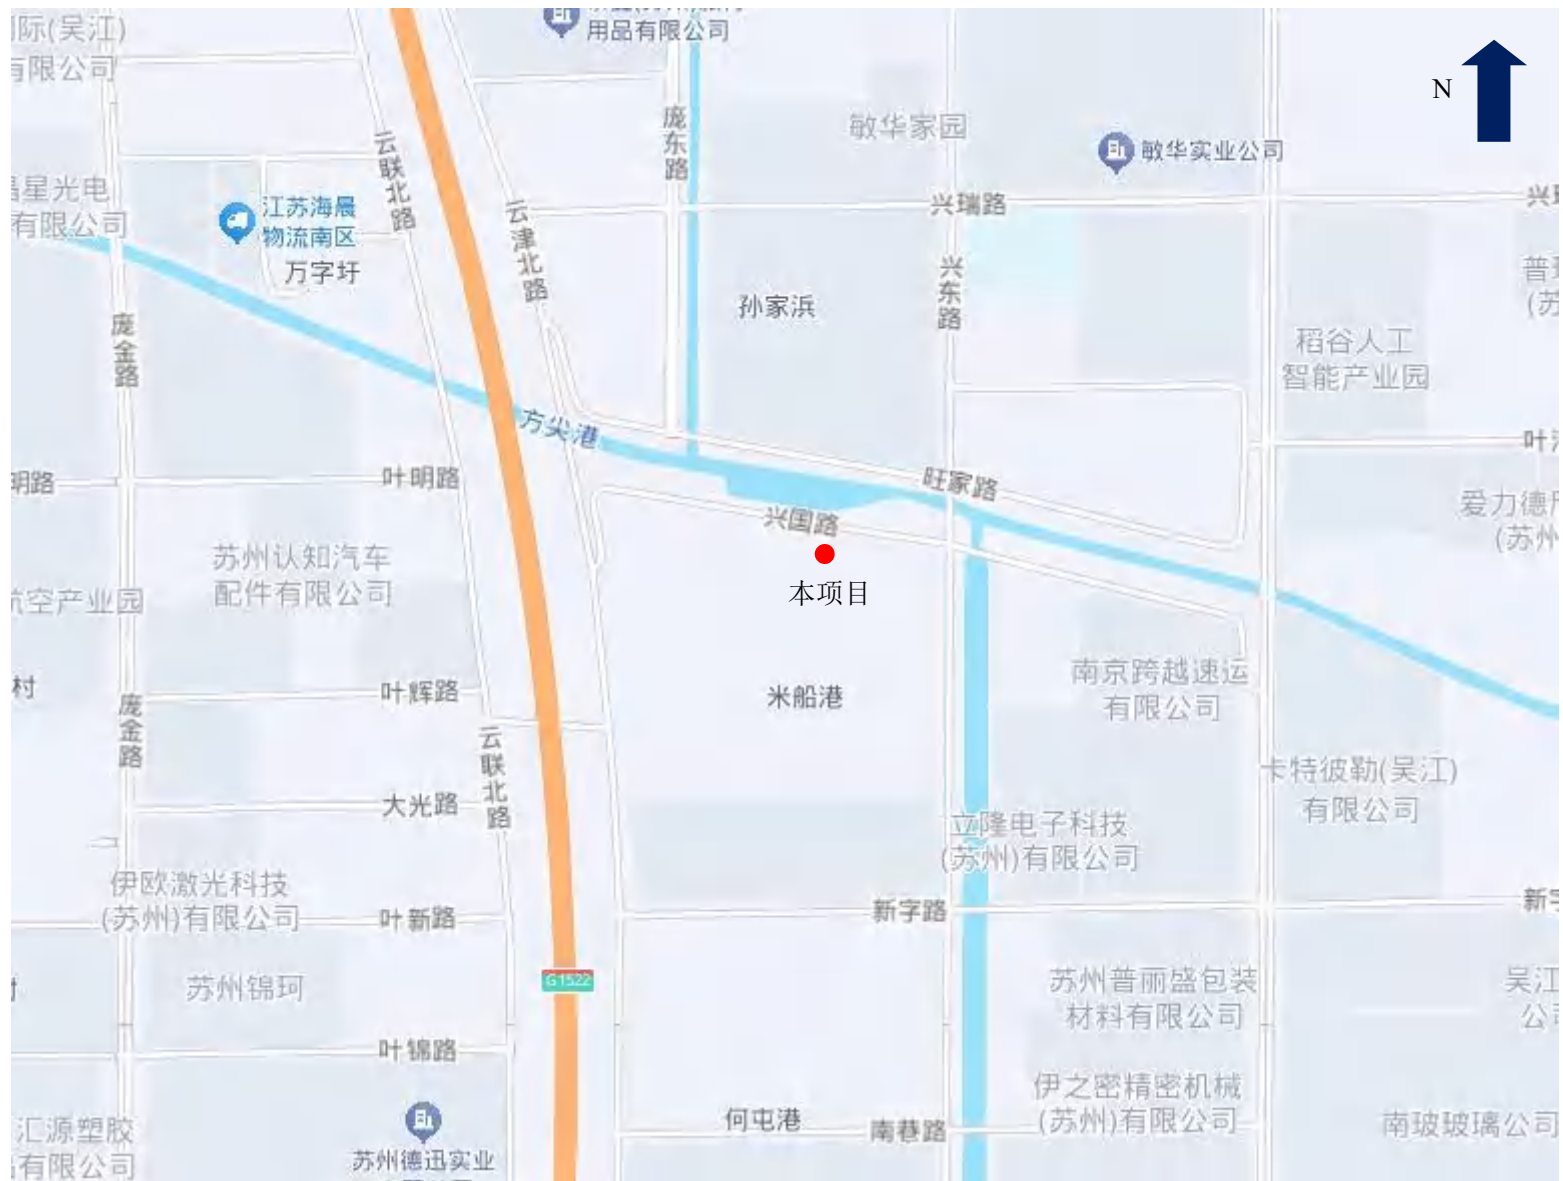 际(吴江)
有限公司
用品有限公司
N
庞东路
敏华家园
敏华实业公司
云联北路
星光电
有限公司
江苏海晨
物流南区
万字圩
云津北路
兴瑞路
兴
普
(苏
孙家浜
兴东路
庞金路
稻谷人工
智能产业园
方尖港
叶
明路
叶明路
旺家路
爱力德
(苏州
兴国路
本项目
苏州认知汽车
配件有限公司
空产业园
村
叶辉路
米船港
南京跨越速运
有限公司
庞金路
云联北路
卡特彼勒(吴江)
有限公司
大光路
立隆电子科技
(苏州)有限公司
伊欧激光科技
(苏州)有限公司
叶新路
新字路
新字
苏州锦珂
G1522
苏州普丽盛包装
材料有限公司
吴江
公司
叶锦路
伊之密精密机械
(苏州)有限公司
何屯港
南巷路
南玻玻璃公司
汇源塑胶
有限公司
苏州德迅实业